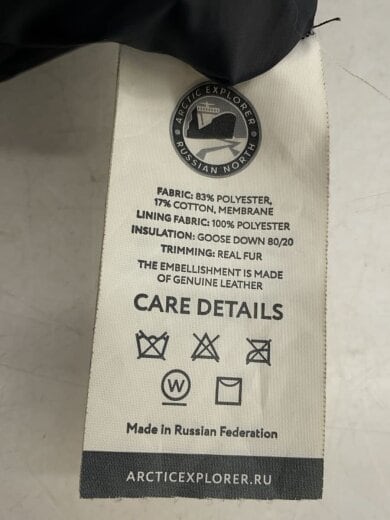 ARCTIC EXPLORER
RUSSIAN NORTH
FABRIC: 83% POLYESTER,
17% COTTON, MEMBRANE
LINING FABRIC: 100% POLYESTER
INSULATION: GOOSE DOWN 80/20
TRIMMING: REAL FUR
THE EMBELLISHMENT IS MADE
OF GENUINE LEATHER
CARE DETAILS
W
Made in Russian Federation
ARCTICEXPLORER.RU